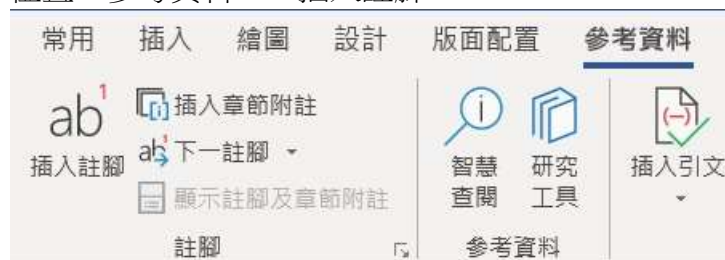 常用 插入 繪圖 設計 版面配置 參考資料
ab1 插入章節附註
ab1 下一註腳
插入註腳
顯示註腳及章節附註
智慧查閱
研究工具
插入引文
註腳 參考資料